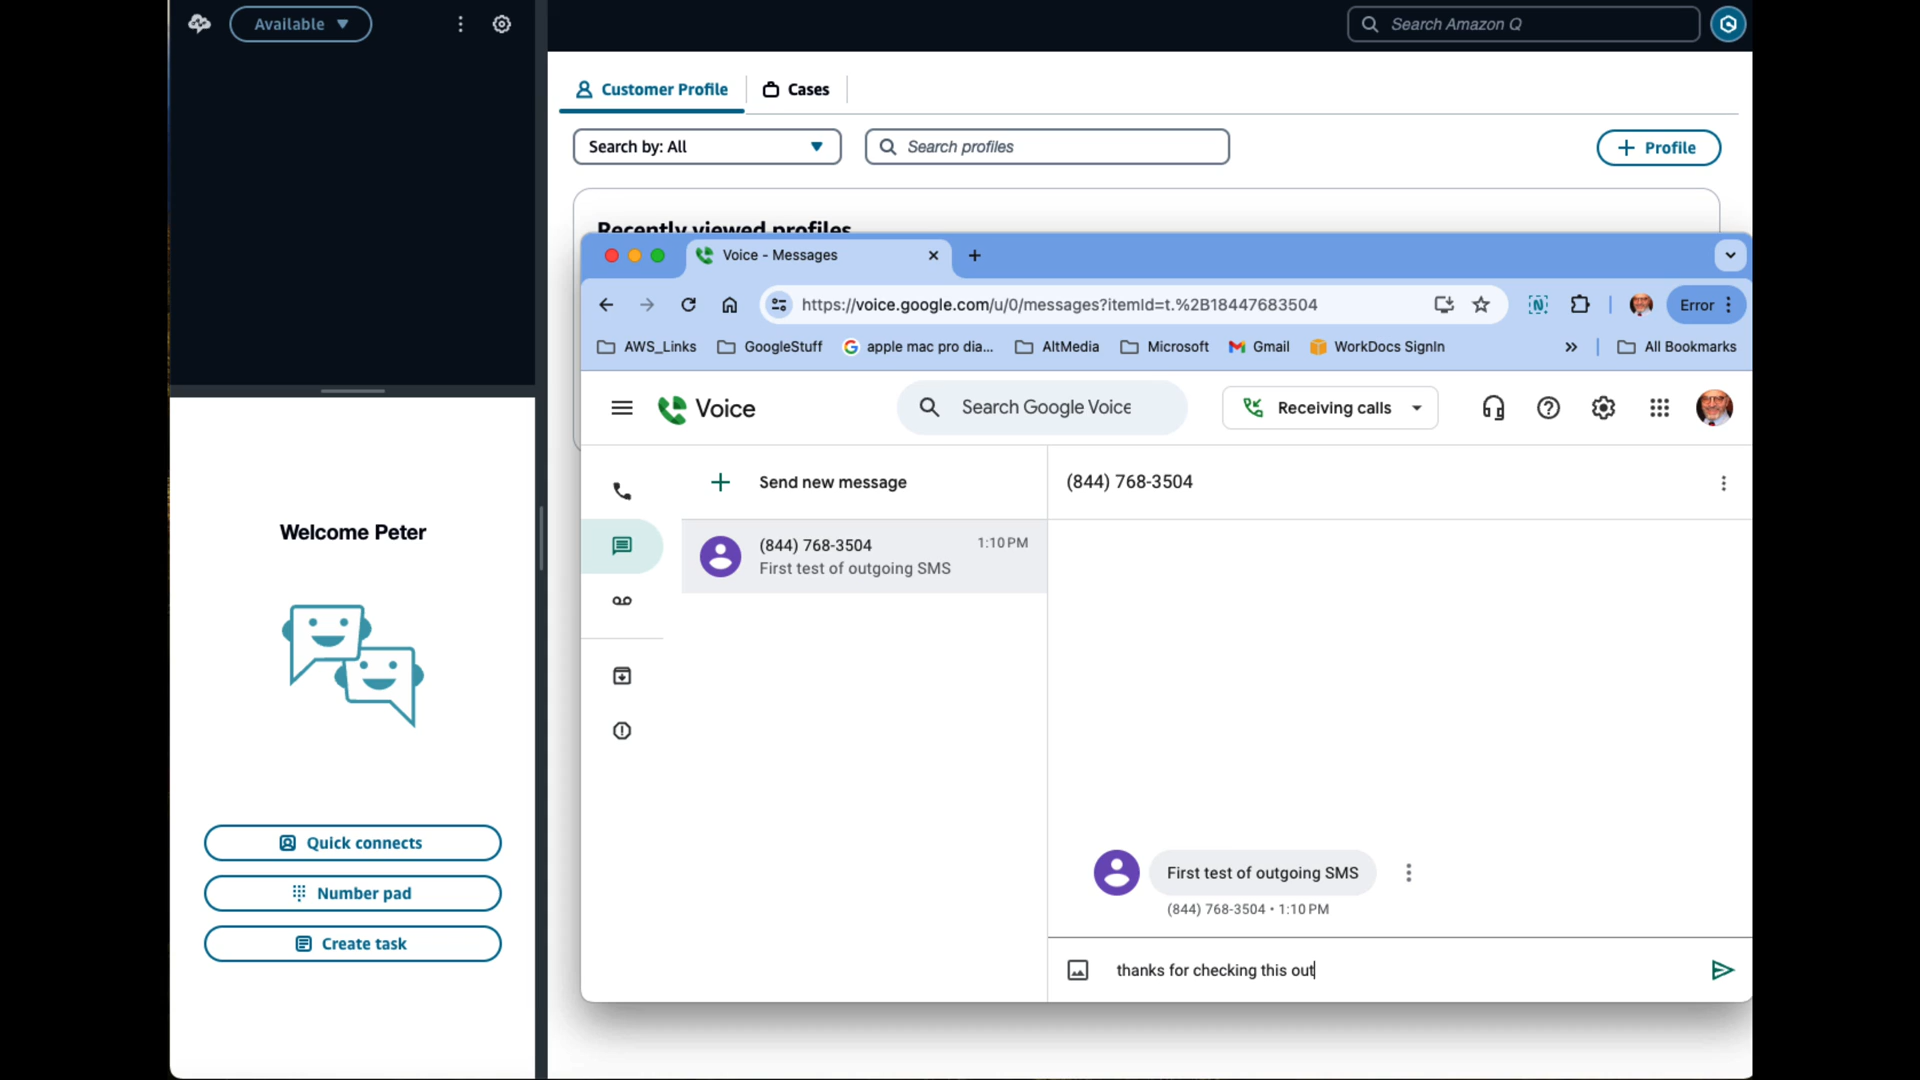 Available
Search Amazon Q
Customer Profile
Cases
Search by: All
Search profiles
Profile
Recently viewed profiles
Voice - Messages
https://voice.google.com/u/0/messages?itemId=t.%2B18447683504
Error
AWS_Links
GoogleStuff
apple mac pro dia...
AltMedia
Microsoft
Gmail
WorkDocs SignIn
All Bookmarks
Voice
Search Google Voice
Receiving calls
Send new message
(844) 768-3504
(844) 768-3504
1:10 PM
First test of outgoing SMS
Welcome Peter
Quick connects
Number pad
Create task
First test of outgoing SMS
(844) 768-3504 • 1:10 PM
thanks for checking this out